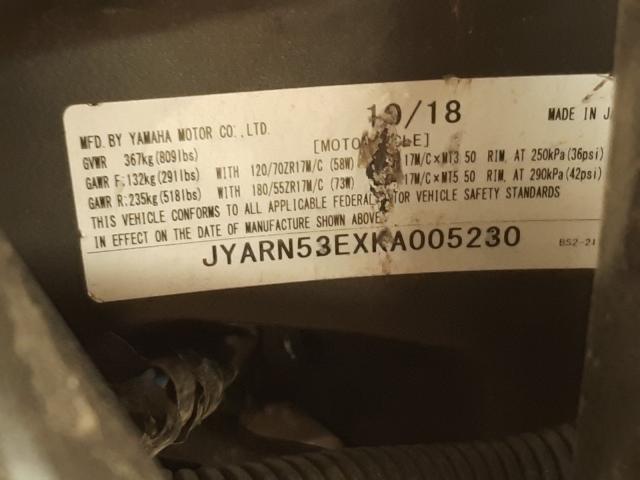 10/18
MFD. BY YAMAHA MOTOR CO., LTD. MADE IN
[MOTO CLE]
GVWR 367kg(809lbs)
GAWR F:132kg(291lbs) WITH 120/70ZR17M/C (58W) 17M/C×MT3 50 RIM, AT 250kPa(36psi)
GAWR R:235kg(518lbs) WITH 180/55ZR17M/C (73W) 17M/C×MT5 50 RIM, AT 290kPa(42psi)
THIS VEHICLE CONFORMS TO ALL APPLICABLE FEDERAL TOR VEHICLE SAFETY STANDARDS
IN EFFECT ON THE DATE OF MANUFACTURE SHOWN ABOVE
JYARN53EXKA005230 BS2-21